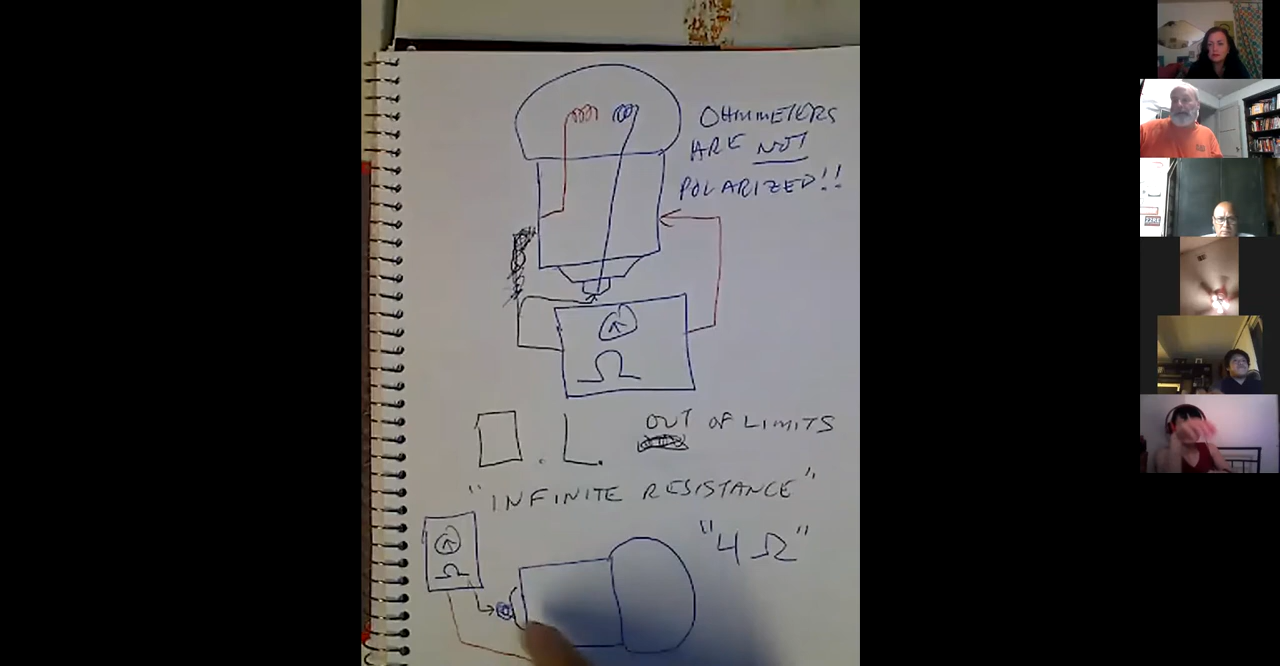 OHMMETERS
ARE NOT
POLARIZED!!
Ω
O.L. OUT OF LIMITS
"INFINITE RESISTANCE"
Ω
"4 Ω"